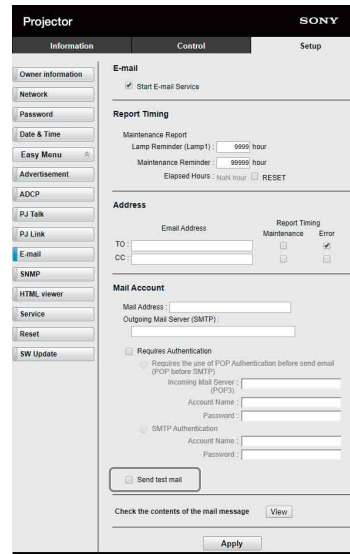 Projector
SONY
Information
Control
Setup
Owner information
Network
Password
Date & Time
Easy Menu
Advertisement
ADCP
PJ Talk
PJ Link
E-mail
SNMP
HTML viewer
Service
Reset
SW Update
E-mail
Start E-mail Service
Report Timing
Maintenance Report
Lamp Reminder (Lamp1) : 9999 hour
Maintenance Reminder : 99999 hour
Elapsed Hours : NaN hour RESET
Address
Email Address
Report Timing
Maintenance Error
TO :
CC :
Mail Account
Mail Address :
Outgoing Mail Server (SMTP) :
Requires Authentication
Requires the use of POP Authentication before send email
(POP before SMTP)
Incoming Mail Server :
(POP3)
Account Name :
Password :
SMTP Authentication
Account Name :
Password :
Send test mail
Check the contents of the mail message View
Apply